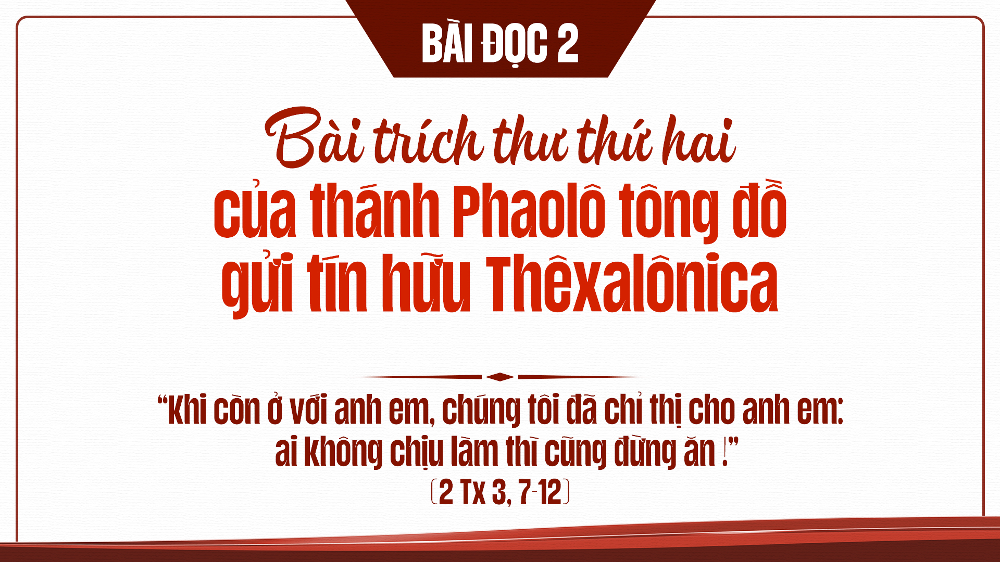 BÀI ĐỌC 2
Bài trích thư thứ hai
của thánh Phaolô tông đồ
gửi tín hữu Thêxalônica
“Khi còn ở với anh em, chúng tôi đã chỉ thị cho anh em:
ai không chịu làm thì cũng đừng ăn !”
(2 Tx 3, 7-12)